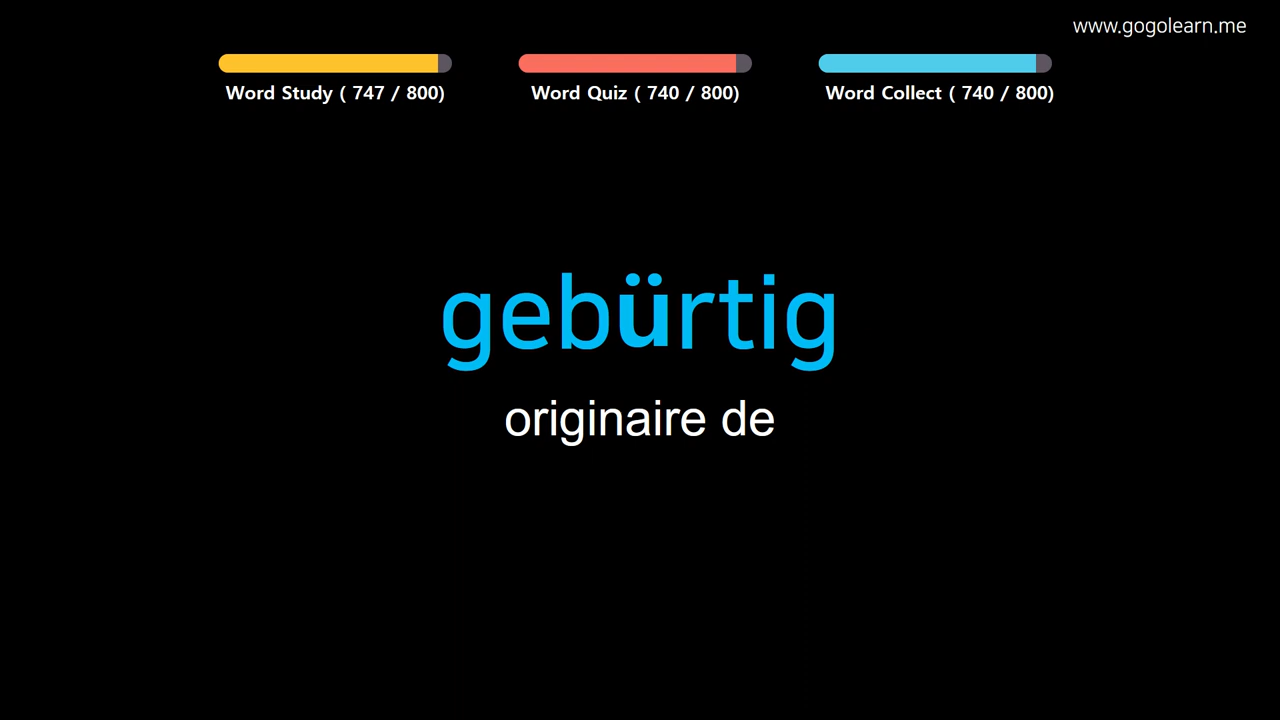 www.gogolearn.me
Word Study ( 747 / 800)
Word Quiz ( 740 / 800)
Word Collect ( 740 / 800)
gebürtig
originaire de